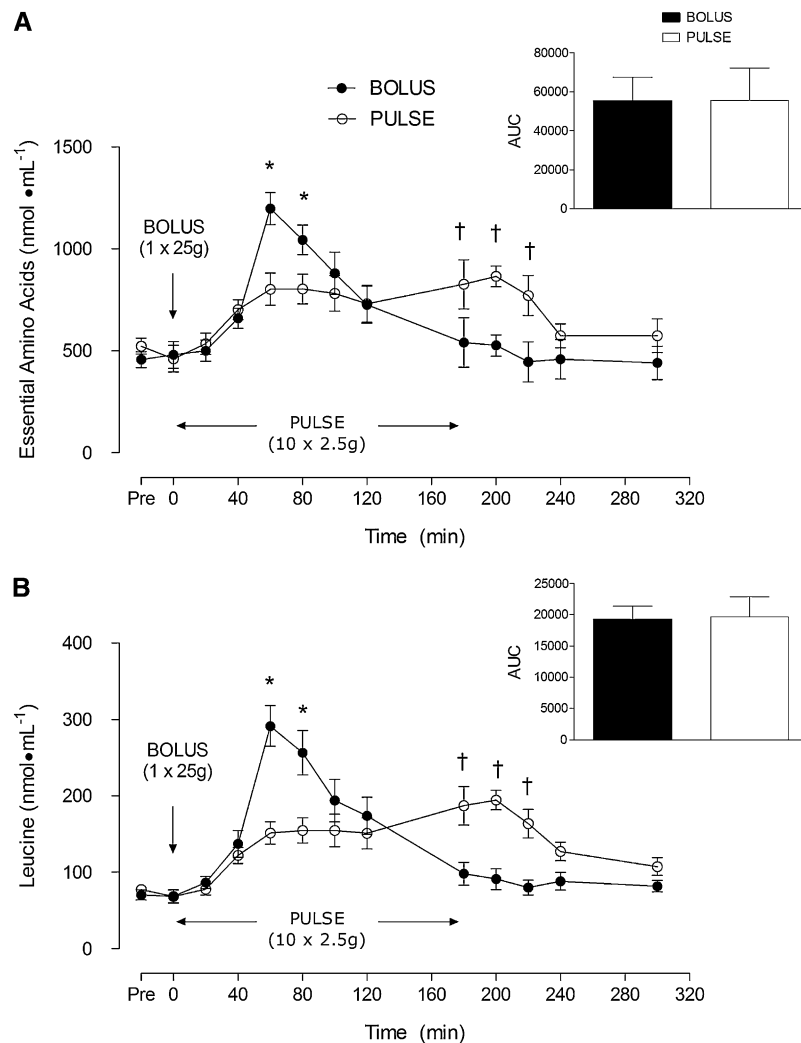 A
BOLUS
PULSE
BOLUS
PULSE
80000
60000
40000
20000
0
AUC
1500
1000
500
0
Essential Amino Acids (nmol •mL-1)
* *
BOLUS
(1 x 25g)
† † †
PULSE
(10 x 2.5g)
Pre 0 40 80 120 160 200 240 280 320
Time (min)
B
25000
20000
15000
10000
5000
0
AUC
400
300
200
100
0
Leucine (nmol•mL-1)
* *
BOLUS
(1 x 25g)
† † †
PULSE
(10 x 2.5g)
Pre 0 40 80 120 160 200 240 280 320
Time (min)